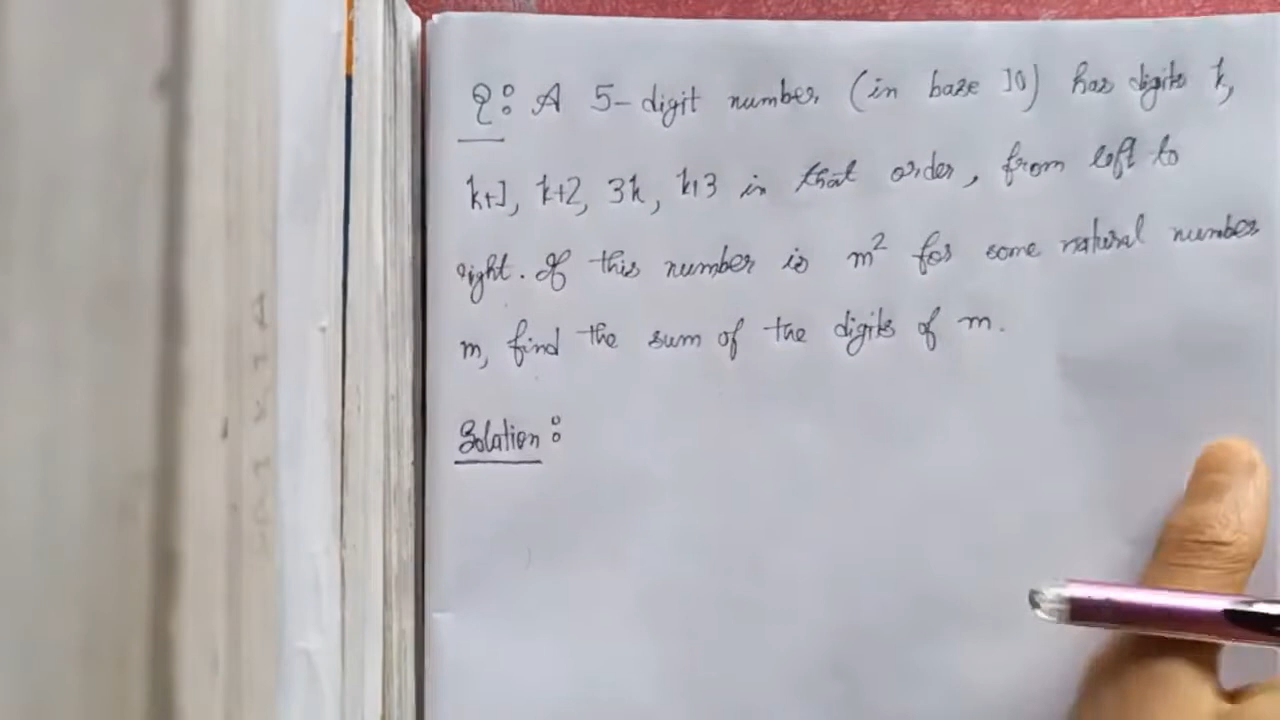 Q: A 5-digit number (in base 10) has digits k,
k+1, k+2, 3k, k+3 in that order, from left to
right. If this number is m² for some natural number
m, find the sum of the digits of m.
Solation: